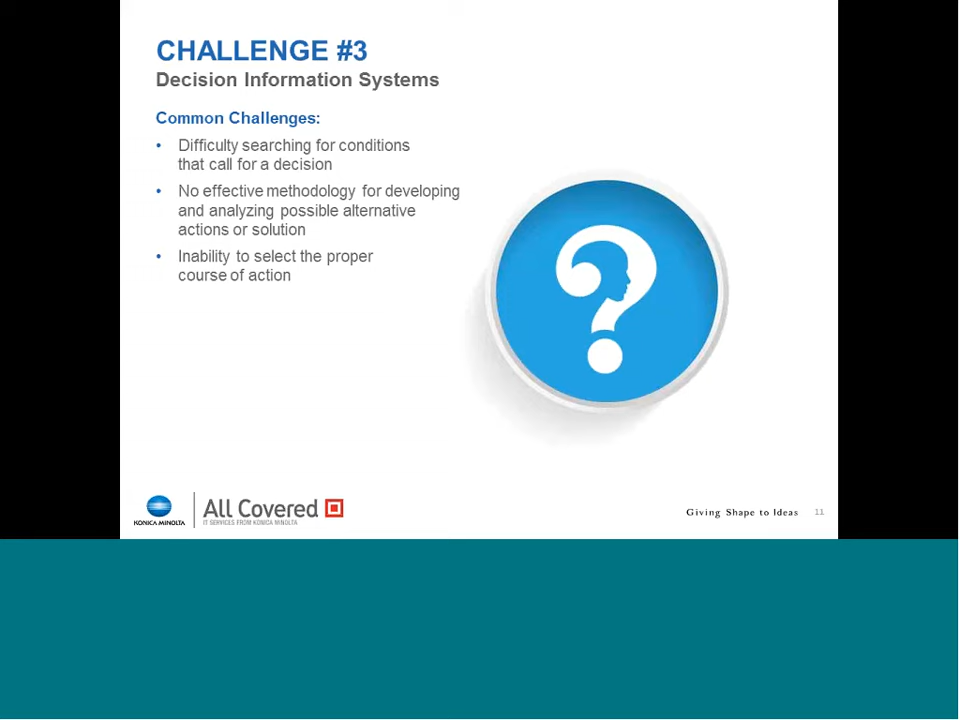 CHALLENGE #3
Decision Information Systems
Common Challenges:
• Difficulty searching for conditions
that call for a decision
• No effective methodology for developing
and analyzing possible alternative
actions or solution
• Inability to select the proper
course of action
KONICA MINOLTA
All Covered
IT SERVICES FROM KONICA MINOLTA
Giving Shape to Ideas
11